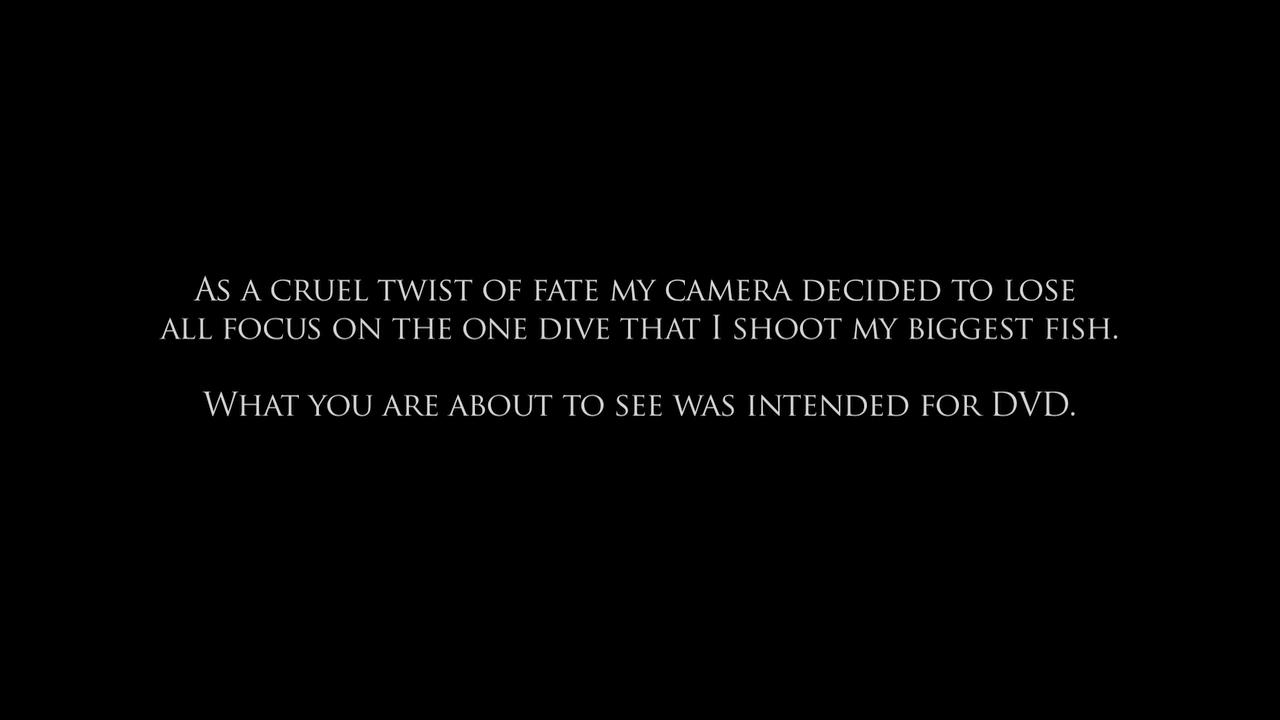 As a cruel twist of fate my camera decided to lose
all focus on the one dive that I shoot my biggest fish.
What you are about to see was intended for DVD.